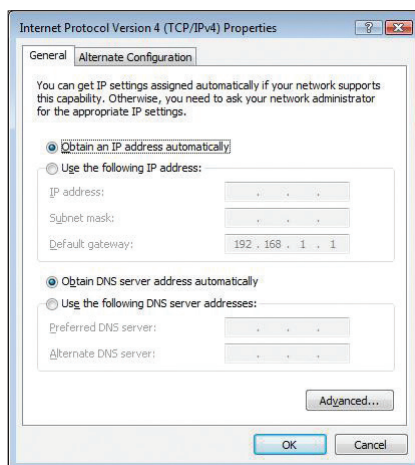 Internet Protocol Version 4 (TCP/IPv4) Properties
General
Alternate Configuration
You can get IP settings assigned automatically if your network supports
this capability. Otherwise, you need to ask your network administrator
for the appropriate IP settings.
Obtain an IP address automatically
Use the following IP address:
IP address:
Subnet mask:
Default gateway: 192 . 168 . 1 . 1
Obtain DNS server address automatically
Use the following DNS server addresses:
Preferred DNS server:
Alternate DNS server:
Advanced...
OK
Cancel